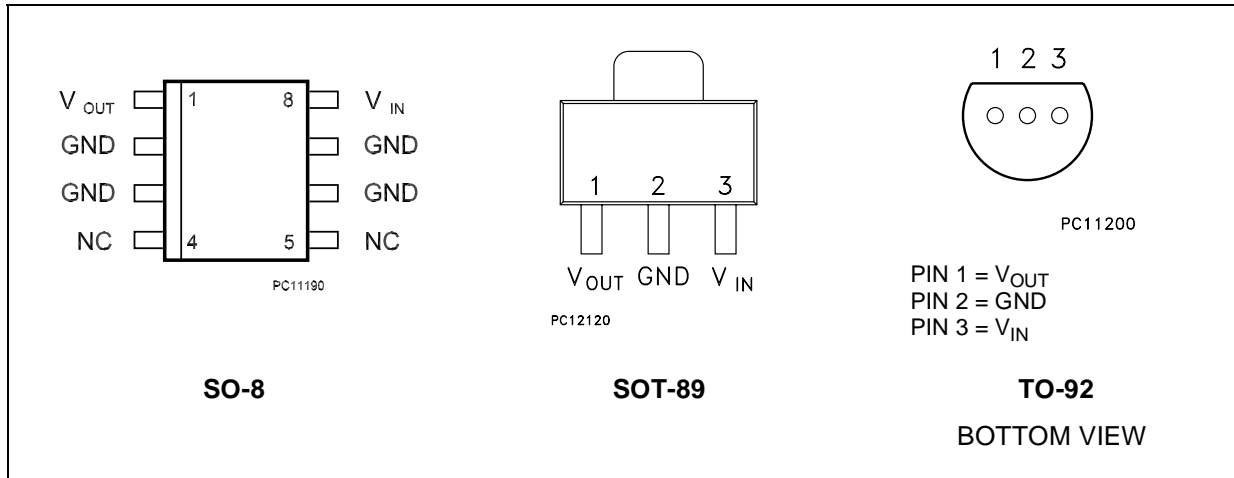 V OUT 1 8 V IN
GND GND
GND GND
NC 4 5 NC
PC11190
SO-8
1 2 3
VOUT GND V IN
PC12120
SOT-89
1 2 3
PC11200
PIN 1 = VOUT
PIN 2 = GND
PIN 3 = VIN
TO-92
BOTTOM VIEW